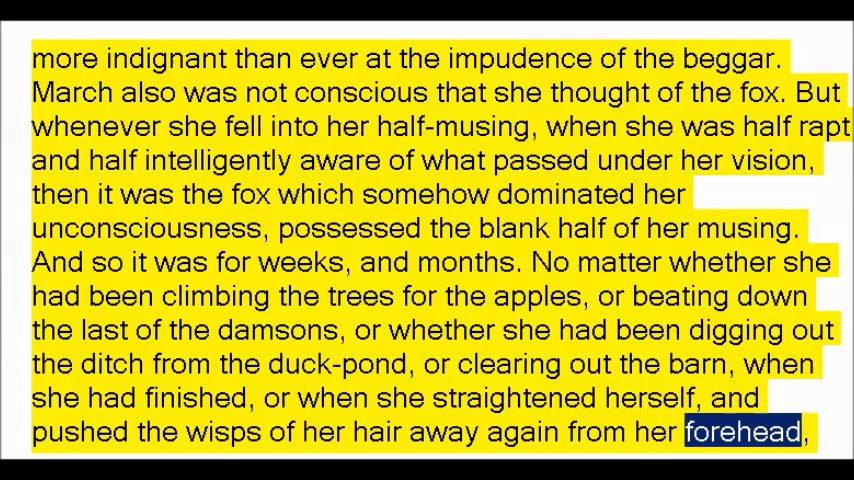 more indignant than ever at the impudence of the beggar.
March also was not conscious that she thought of the fox. But
whenever she fell into her half-musing, when she was half rapt
and half intelligently aware of what passed under her vision,
then it was the fox which somehow dominated her
unconsciousness, possessed the blank half of her musing.
And so it was for weeks, and months. No matter whether she
had been climbing the trees for the apples, or beating down
the last of the damsons, or whether she had been digging out
the ditch from the duck-pond, or clearing out the barn, when
she had finished, or when she straightened herself, and
pushed the wisps of her hair away again from her forehead,